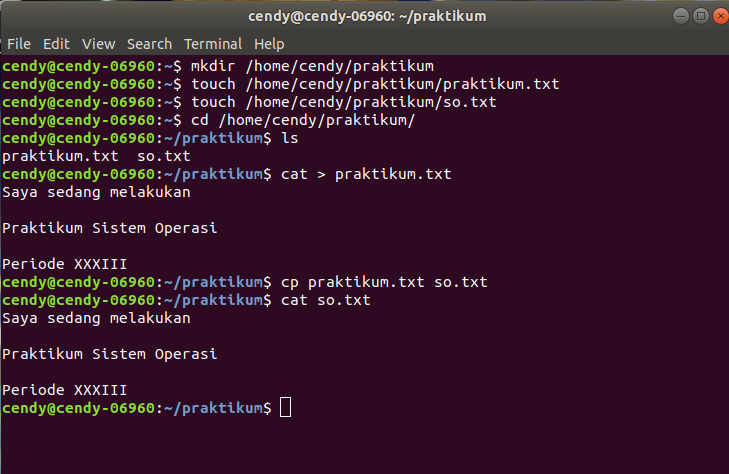 cendy@cendy-06960: ~/praktikum
File Edit View Search Terminal Help
cendy@cendy-06960:~$ mkdir /home/cendy/praktikum
cendy@cendy-06960:~$ touch /home/cendy/praktikum/praktikum.txt
cendy@cendy-06960:~$ touch /home/cendy/praktikum/so.txt
cendy@cendy-06960:~$ cd /home/cendy/praktikum/
cendy@cendy-06960:~/praktikum$ ls
praktikum.txt  so.txt
cendy@cendy-06960:~/praktikum$ cat > praktikum.txt
Saya sedang melakukan
Praktikum Sistem Operasi
Periode XXXIII
cendy@cendy-06960:~/praktikum$ cp praktikum.txt so.txt
cendy@cendy-06960:~/praktikum$ cat so.txt
Saya sedang melakukan
Praktikum Sistem Operasi
Periode XXXIII
cendy@cendy-06960:~/praktikum$